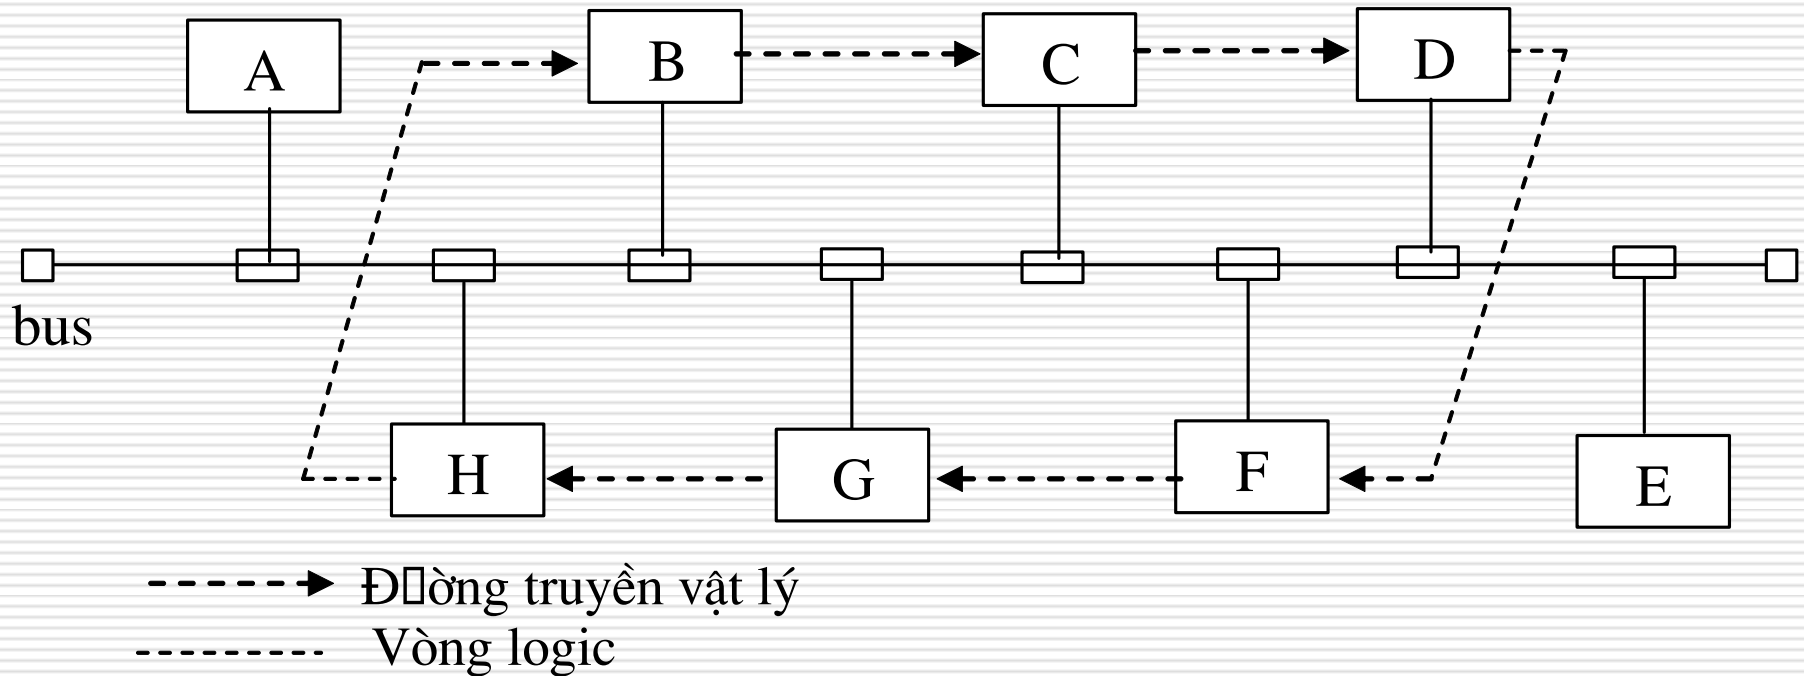 A
B
C
D
bus
H
G
F
E
Đ▯ờng truyền vật lý
Vòng logic